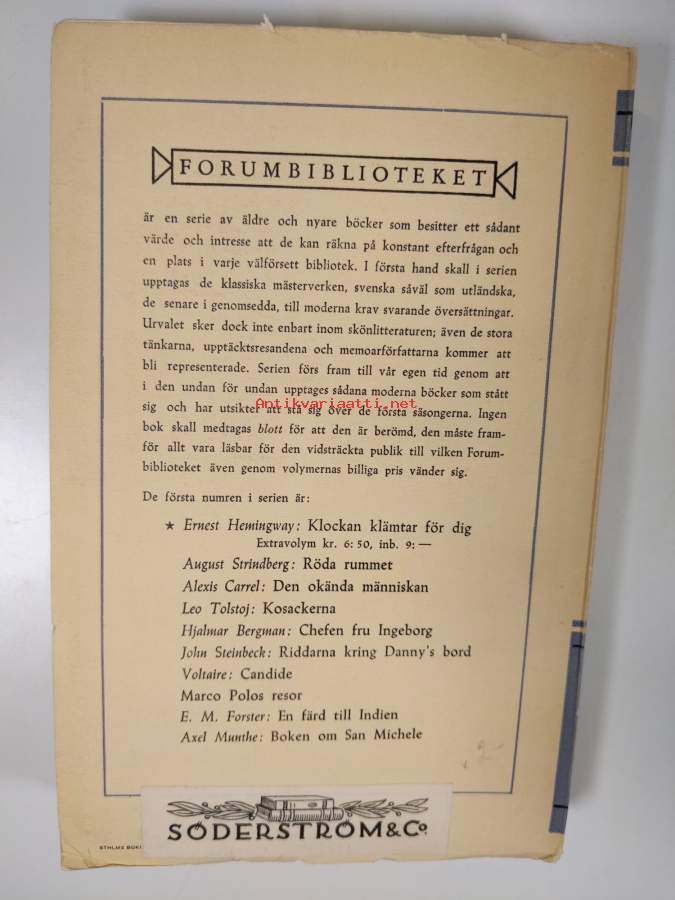 FORUMBIBLIOTEKET
är en serie av äldre och nyare böcker som besitter ett sådant
värde och intresse att de kan räkna på konstant efterfrågan och
en plats i varje välförsett bibliotek. I första hand skall i serien
upptagas de klassiska mästerverken, svenska såväl som utländska,
de senare i genomsedda, till moderna krav svarande översättningar.
Urvalet sker dock inte enbart inom skönlitteraturen; även de stora
tänkarna, upptäcktsresandena och memoarförfattarna kommer att
bli representerade. Serien förs fram till vår egen tid genom att
i den undan för undan upptages sådana moderna böcker som stått
Antikvariaatti.net
sig och har utsikter att stå sig över de första säsongerna. Ingen
bok skall medtagas blott för att den är berömd, den måste fram-
för allt vara läsbar för den vidsträckta publik till vilken Forum-
biblioteket även genom volymernas billiga pris vänder sig.
De första numren i serien är:
★ Ernest Hemingway: Klockan klämtar för dig
Extravolym kr. 6: 50, inb. 9: —
August Strindberg: Röda rummet
Alexis Carrel: Den okända människan
Leo Tolstoj: Kosackerna
Hjalmar Bergman: Chefen fru Ingeborg
John Steinbeck: Riddarna kring Danny's bord
Voltaire: Candide
Marco Polos resor
E. M. Forster: En färd till Indien
Axel Munthe: Boken om San Michele
SÖDERSTRÖM & Co.
STHLMS BOK